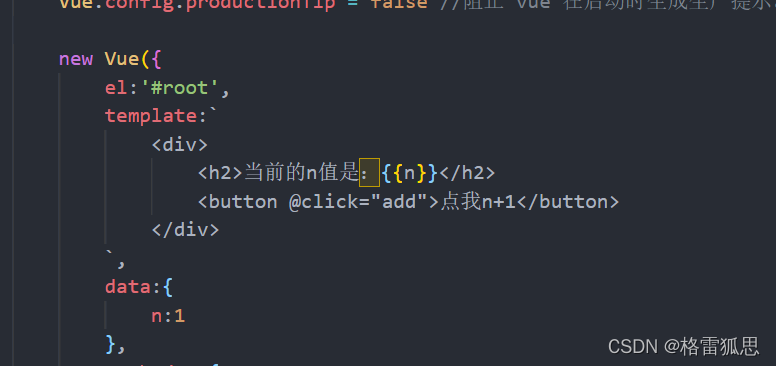 Vue.config.productionTip = false //阻止 vue 在启动时生成生产提示
new Vue({
el:'#root',
template:`
<div>
<h2>当前的n值是：{{n}}</h2>
<button @click="add">点我n+1</button>
</div>
`,
data:{
n:1
},
CSDN @格雷狐思